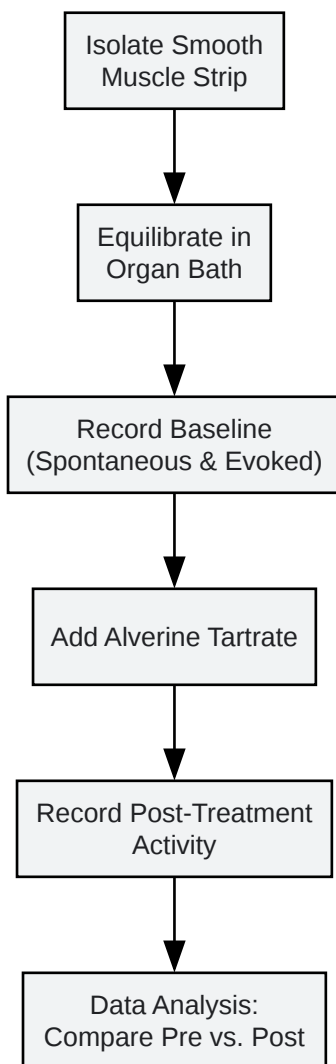 Isolate Smooth
Muscle Strip
Equilibrate in
Organ Bath
Record Baseline
(Spontaneous & Evoked)
Add Alverine Tartrate
Record Post-Treatment
Activity
Data Analysis:
Compare Pre vs. Post